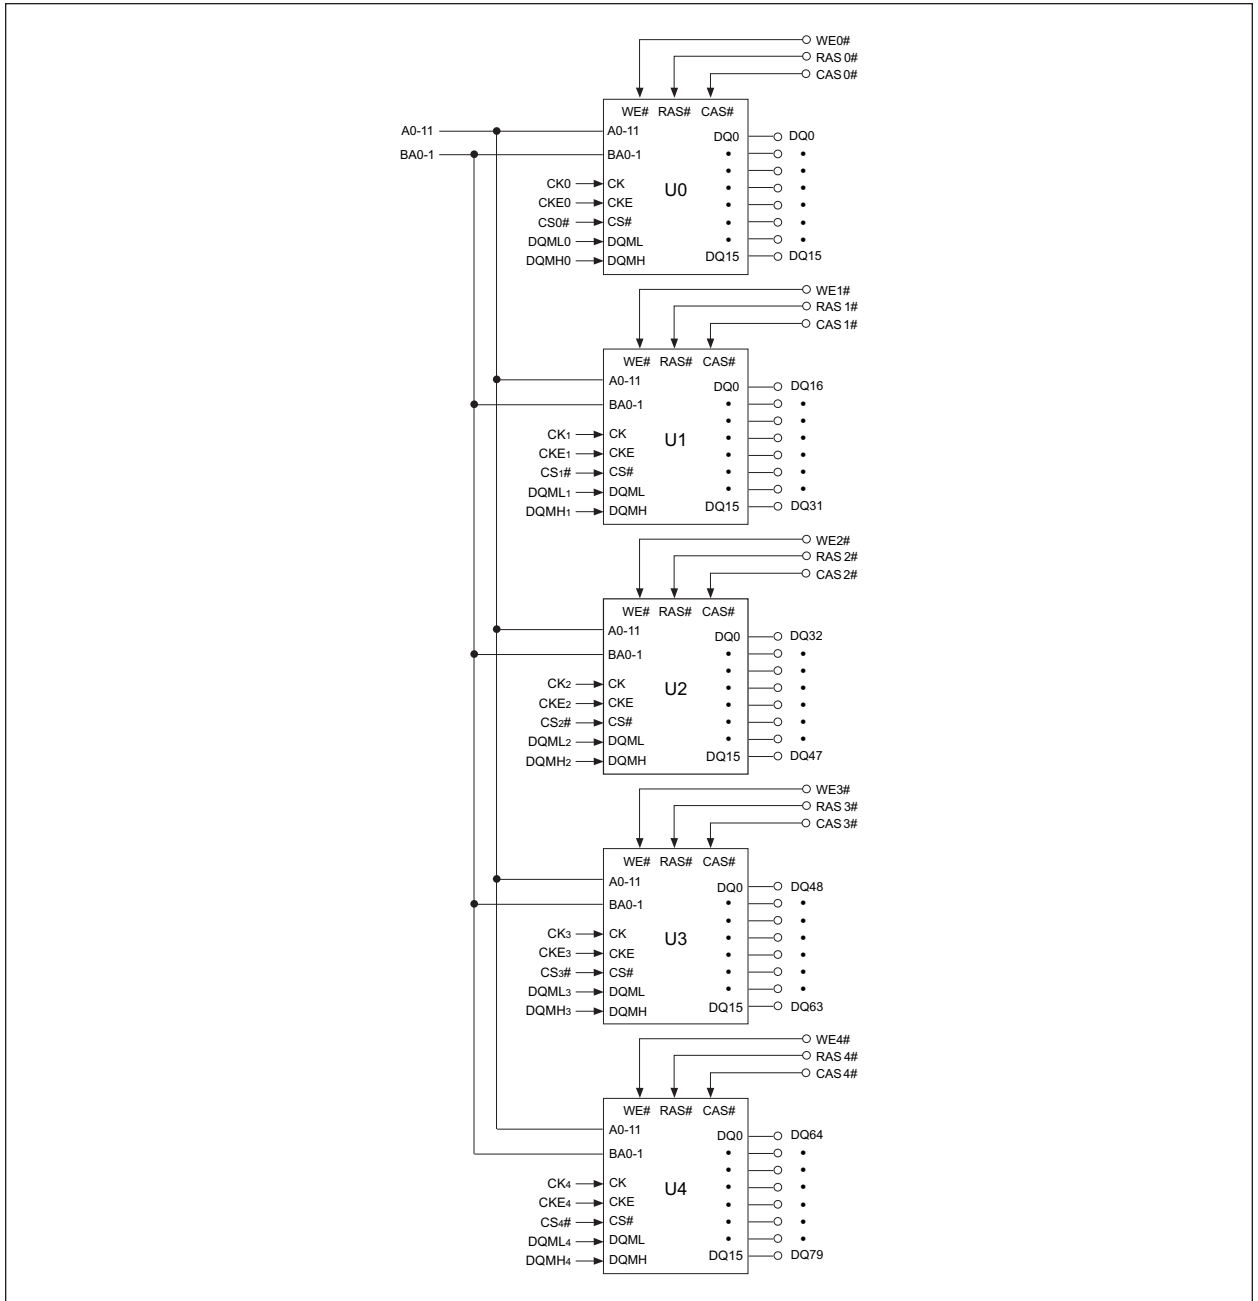 WE0#
RAS 0#
CAS 0#
WE# RAS# CAS#
A0-11 A0-11 DQ0 DQ0
BA0-1 BA0-1 • •
• •
CK0 CK U0 • •
CKE0 CKE • •
CS0# CS# • •
DQML0 DQML • •
DQMH0 DQMH DQ15 DQ15
WE1#
RAS 1#
CAS 1#
WE# RAS# CAS#
A0-11 DQ0 DQ16
BA0-1 • •
• •
CK1 CK U1 • •
CKE1 CKE • •
CS1# CS# • •
DQML1 DQML • •
DQMH1 DQMH DQ15 DQ31
WE2#
RAS 2#
CAS 2#
WE# RAS# CAS#
A0-11 DQ0 DQ32
BA0-1 • •
• •
CK2 CK U2 • •
CKE2 CKE • •
CS2# CS# • •
DQML2 DQML • •
DQMH2 DQMH DQ15 DQ47
WE3#
RAS 3#
CAS 3#
WE# RAS# CAS#
A0-11 DQ0 DQ48
BA0-1 • •
• •
CK3 CK U3 • •
CKE3 CKE • •
CS3# CS# • •
DQML3 DQML • •
DQMH3 DQMH DQ15 DQ63
WE4#
RAS 4#
CAS 4#
WE# RAS# CAS#
A0-11 DQ0 DQ64
BA0-1 • •
• •
CK4 CK U4 • •
CKE4 CKE • •
CS4# CS# • •
DQML4 DQML • •
DQMH4 DQMH DQ15 DQ79